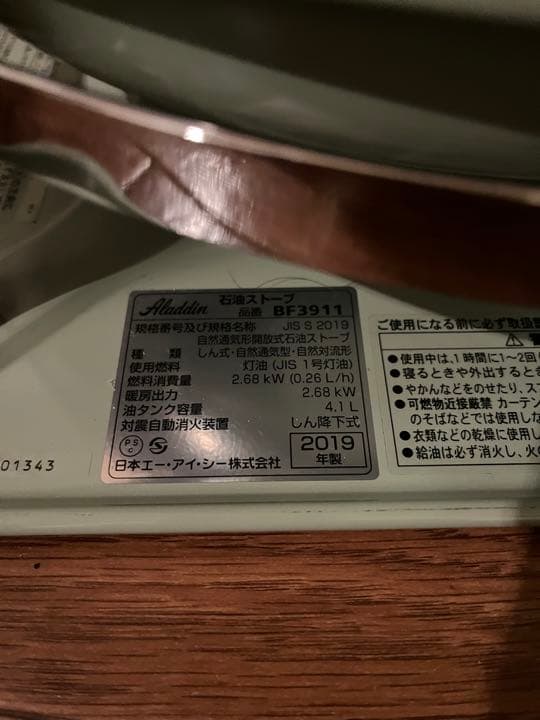 Aladdin 石油ストーブ
品番 BF3911
規格番号及び規格名称 JIS S 2019
自然通気形開放式石油ストーブ
種 類 しん式・自然通気型・自然対流形
使用燃料 灯油 (JIS 1号灯油)
燃料消費量 2.68 kW (0.26 L/h)
暖房出力 2.68 kW
油タンク容量 4.1 L
対震自動消火装置 しん降下式
PS C
2019
年製
日本エー・アイ・シー株式会社
01343
ご使用になる前に必ず取扱
●使用中は、1時間に1~2回
●寝るときや外出するとき
●やかんなどをのせたり、ス
●可燃物近接厳禁 カーテン
のそばなどでは使用しな
●衣類などの乾燥に使用し
●給油は必ず消火し、火の